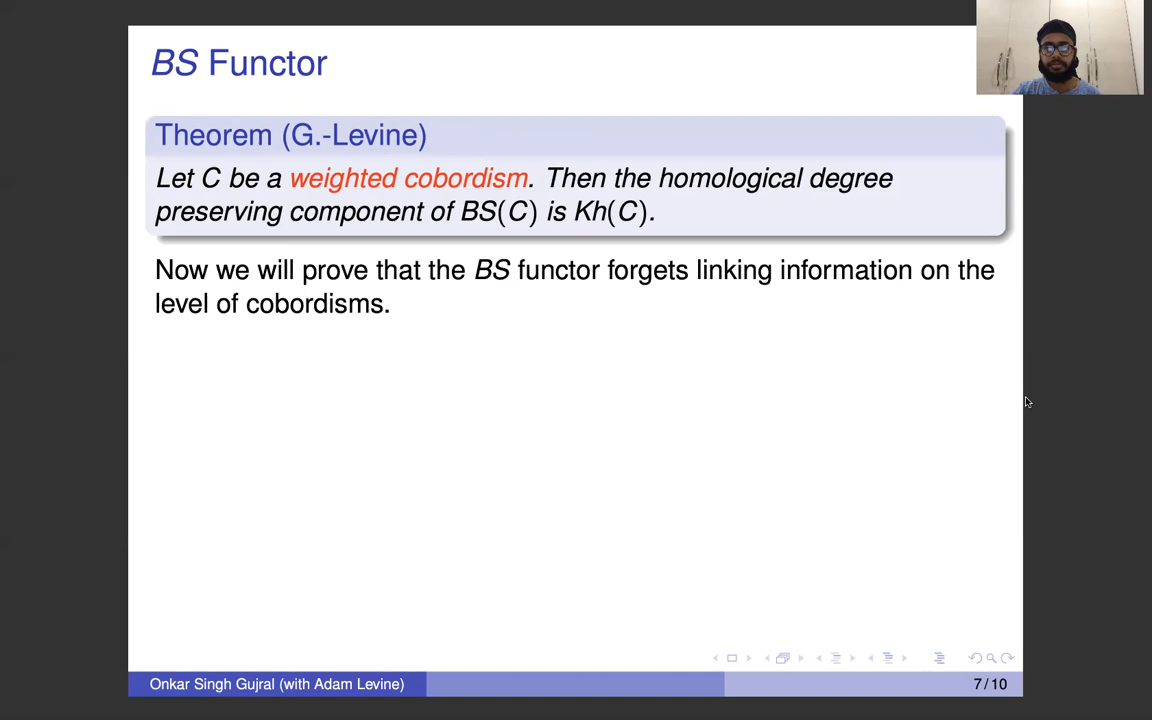 BS Functor
Theorem (G.-Levine)
Let C be a weighted cobordism. Then the homological degree
preserving component of BS(C) is Kh(C).
Now we will prove that the BS functor forgets linking information on the
level of cobordisms.
Onkar Singh Gujral (with Adam Levine)
7 / 10